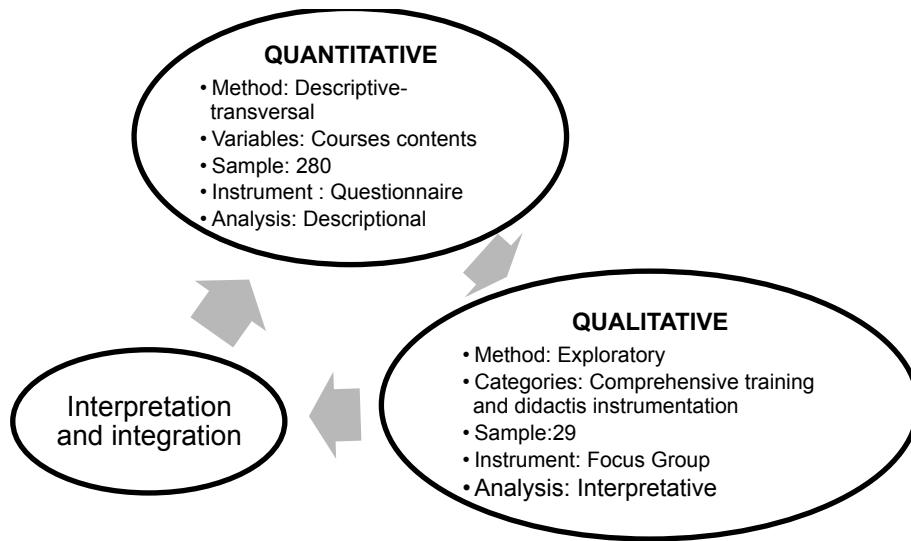 QUANTITATIVE
• Method: Descriptive-
transversal
• Variables: Courses contents
• Sample: 280
• Instrument : Questionnaire
• Analysis: Descriptional
QUALITATIVE
• Method: Exploratory
• Categories: Comprehensive training
and didactis instrumentation
• Sample:29
• Instrument: Focus Group
• Analysis: Interpretative
Interpretation
and integration